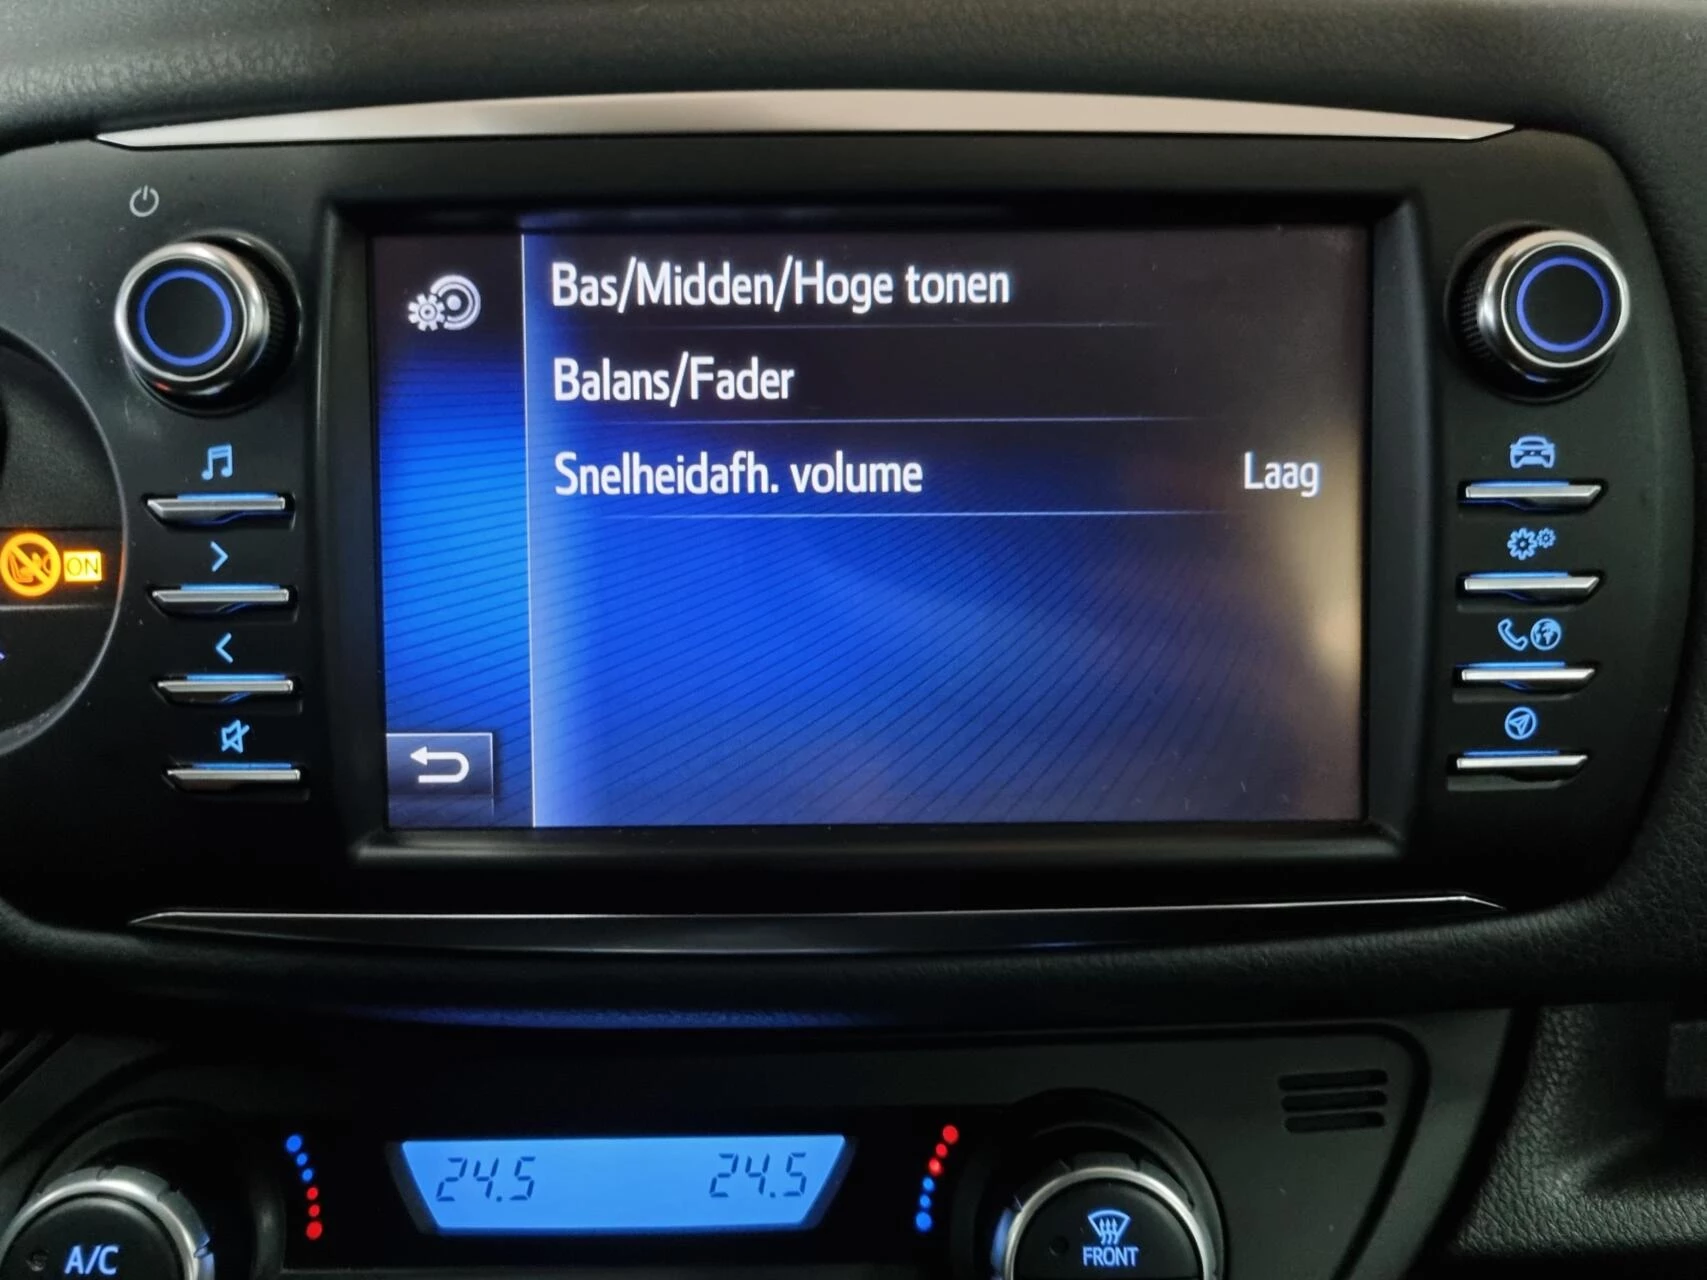 Bas/Midden/Hoge tonen
Balans/Fader
Snelheidafh. volume Laag
ON
24.5 24.5
A/C
FRONT